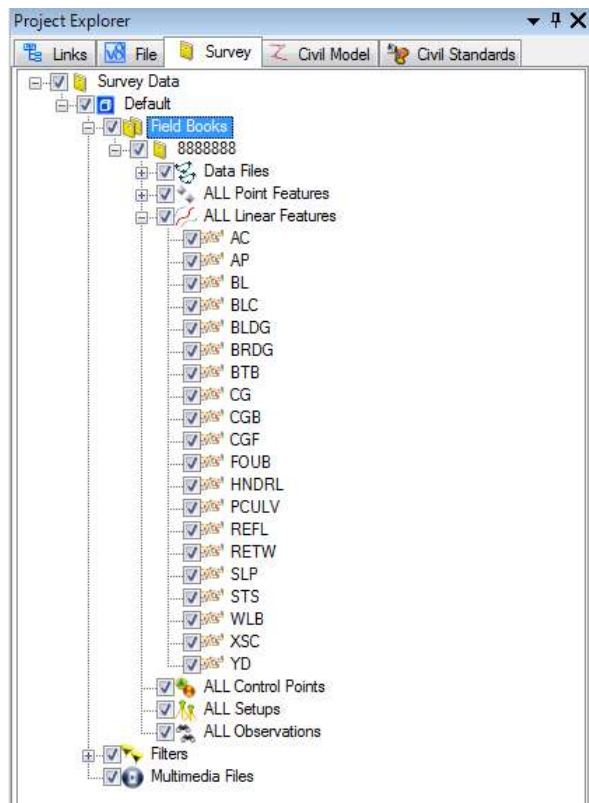 Project Explorer
Links File Survey Civil Model Civil Standards
Survey Data
Default
Field Books
8888888
Data Files
ALL Point Features
ALL Linear Features
AC
AP
BL
BLC
BLDG
BRDG
BTB
CG
CGB
CGF
FOUB
HNDRL
PCULV
REFL
RETW
SLP
STS
WLB
XSC
YD
ALL Control Points
ALL Setups
ALL Observations
Filters
Multimedia Files